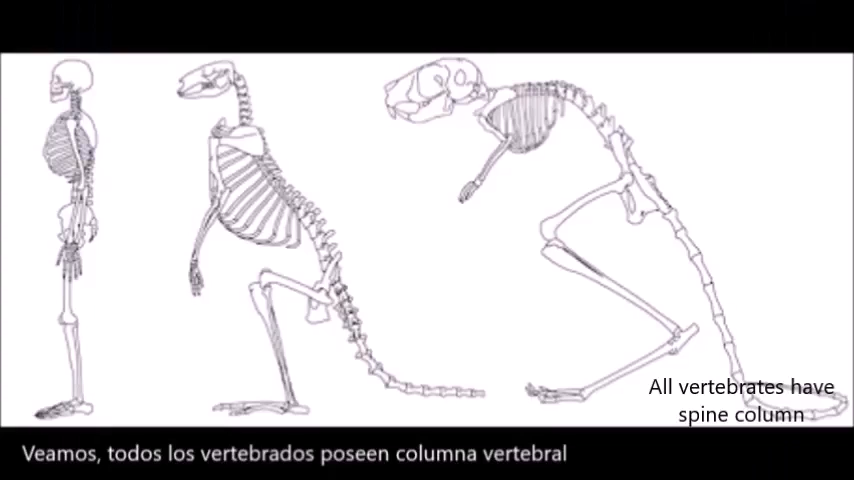 All vertebrates have
spine column
Veamos, todos los vertebrados poseen columna vertebral